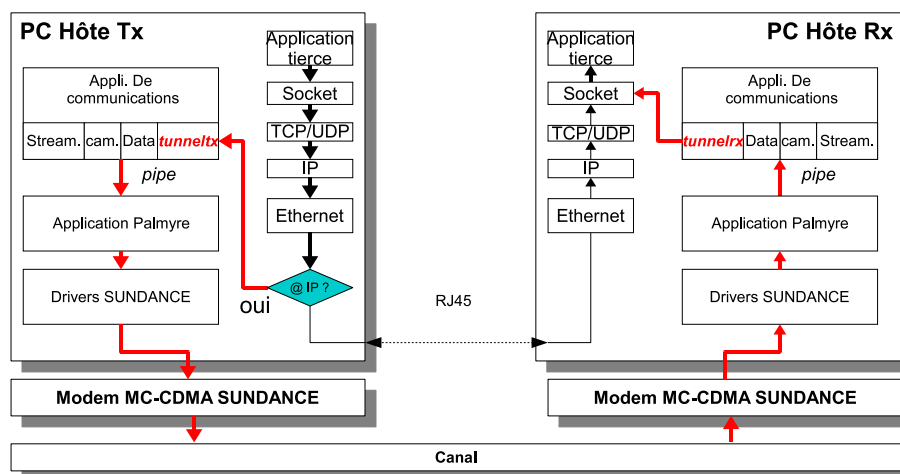 PC Hôte Tx
Application
tierce
Appli. De
communications
Socket
Stream. cam. Data tunneltx
TCP/UDP
pipe
IP
Application Palmyre
Ethernet
Drivers SUNDANCE
@ IP ?
oui
Modem MC-CDMA SUNDANCE
RJ45
PC Hôte Rx
Application
tierce
Socket
Appli. De
communications
TCP/UDP
tunnelrx Data cam. Stream.
IP
pipe
Ethernet
Application Palmyre
Drivers SUNDANCE
Modem MC-CDMA SUNDANCE
Canal